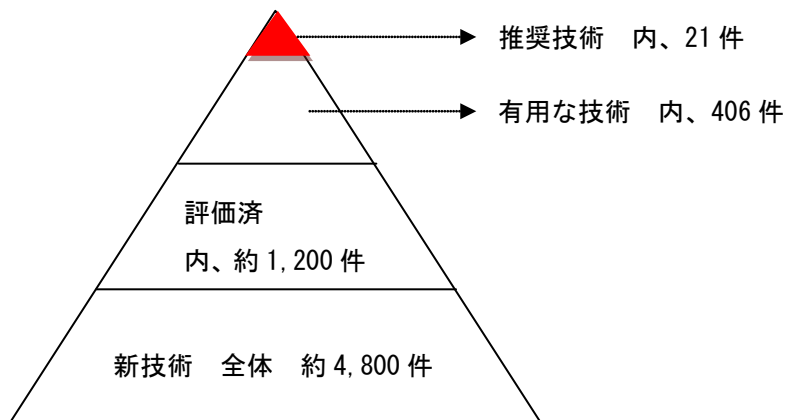 推奨技術　内、21 件
有用な技術　内、406 件
評価済
内、約 1,200 件
新技術　全体　約 4,800 件